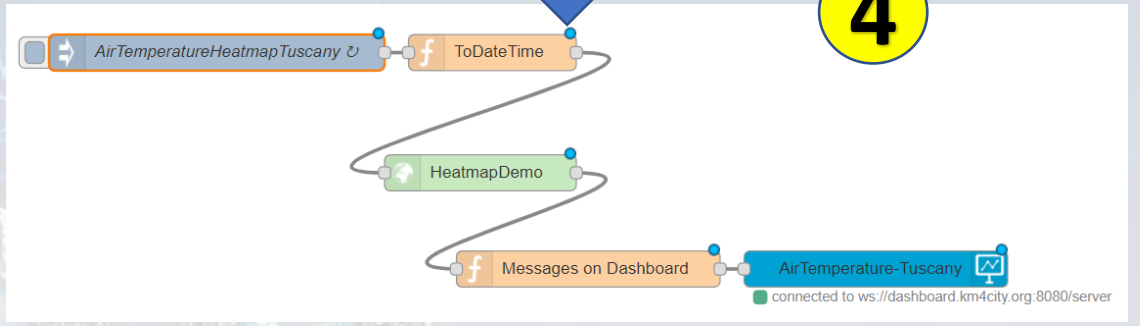 4
AirTemperatureHeatmapTuscany ↻
ToDateTime
HeatmapDemo
Messages on Dashboard
AirTemperature-Tuscany
connected to ws://dashboard.km4city.org:8080/server